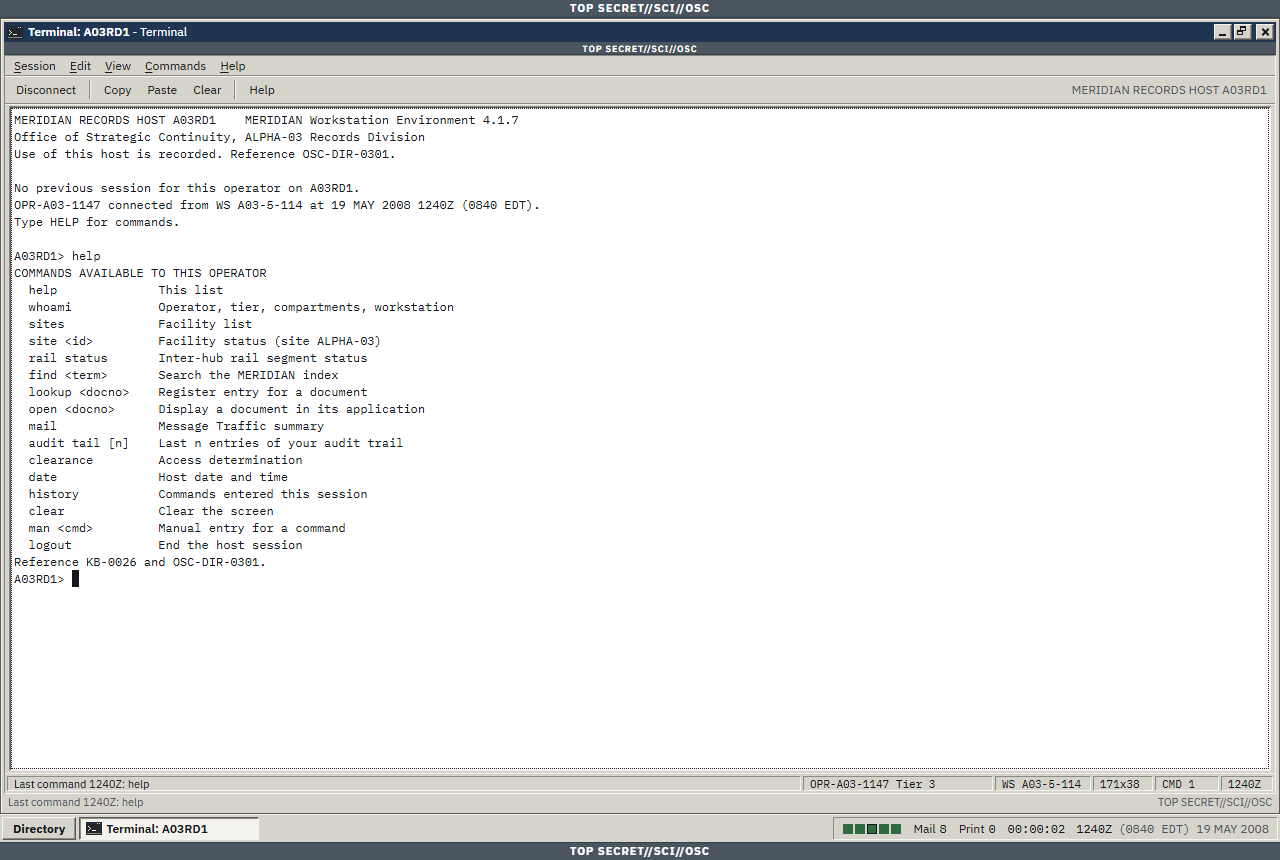 TOP SECRET//SCI//OSC
Terminal: A03RD1 - Terminal
TOP SECRET//SCI//OSC
Session Edit View Commands Help
Disconnect Copy Paste Clear Help MERIDIAN RECORDS HOST A03RD1
MERIDIAN RECORDS HOST A03RD1    MERIDIAN Workstation Environment 4.1.7
Office of Strategic Continuity, ALPHA-03 Records Division
Use of this host is recorded. Reference OSC-DIR-0301.
No previous session for this operator on A03RD1.
OPR-A03-1147 connected from WS A03-5-114 at 19 MAY 2008 1240Z (0840 EDT).
Type HELP for commands.
A03RD1> help
COMMANDS AVAILABLE TO THIS OPERATOR
help              This list
whoami            Operator, tier, compartments, workstation
sites             Facility list
site <id>         Facility status (site ALPHA-03)
rail status       Inter-hub rail segment status
find <term>       Search the MERIDIAN index
lookup <docno>    Register entry for a document
open <docno>      Display a document in its application
mail              Message Traffic summary
audit tail [n]    Last n entries of your audit trail
clearance         Access determination
date              Host date and time
history           Commands entered this session
clear             Clear the screen
man <cmd>         Manual entry for a command
logout            End the host session
Reference KB-0026 and OSC-DIR-0301.
A03RD1>
Last command 1240Z: help OPR-A03-1147 Tier 3 WS A03-5-114 171x38 CMD 1 1240Z
Last command 1240Z: help TOP SECRET//SCI//OSC
Directory Terminal: A03RD1 Mail 8 Print 0 00:00:02 1240Z (0840 EDT) 19 MAY 2008
TOP SECRET//SCI//OSC